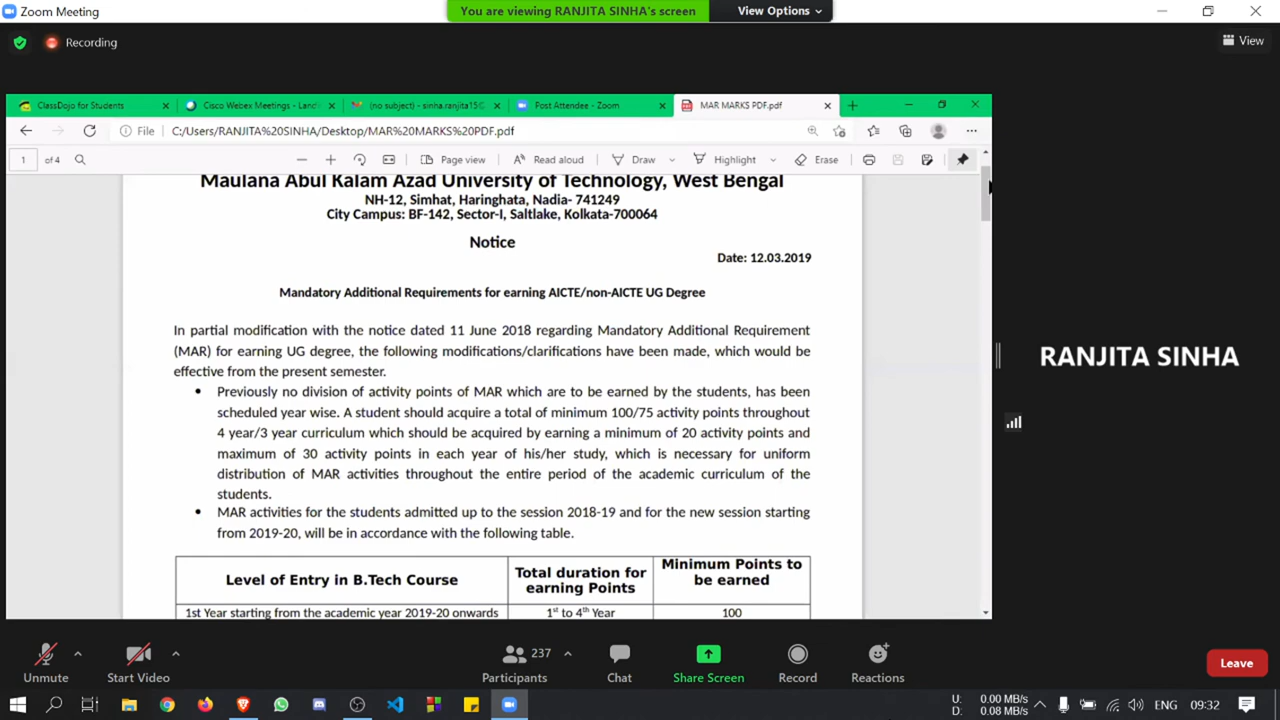 Zoom Meeting
You are viewing RANJITA SINHA's screen
View Options
Recording
View
ClassDojo for Students
Cisco Webex Meetings - Land
(no subject) - sinha.ranjita15@
Post Attendee - Zoom
MAR MARKS PDF.pdf
File
C:/Users/RANJITA%20SINHA/Desktop/MAR%20MARKS%20PDF.pdf
1 of 4
Page view
Read aloud
Draw
Highlight
Erase
Maulana Abul Kalam Azad University of Technology, West Bengal
NH-12, Simhat, Haringhata, Nadia- 741249
City Campus: BF-142, Sector-I, Saltlake, Kolkata-700064
Notice
Date: 12.03.2019
Mandatory Additional Requirements for earning AICTE/non-AICTE UG Degree
In partial modification with the notice dated 11 June 2018 regarding Mandatory Additional Requirement
(MAR) for earning UG degree, the following modifications/clarifications have been made, which would be
effective from the present semester.
• Previously no division of activity points of MAR which are to be earned by the students, has been
scheduled year wise. A student should acquire a total of minimum 100/75 activity points throughout
4 year/3 year curriculum which should be acquired by earning a minimum of 20 activity points and
maximum of 30 activity points in each year of his/her study, which is necessary for uniform
distribution of MAR activities throughout the entire period of the academic curriculum of the
students.
• MAR activities for the students admitted up to the session 2018-19 and for the new session starting
from 2019-20, will be in accordance with the following table.
Level of Entry in B.Tech Course
Total duration for
earning Points
Minimum Points to
be earned
1st Year starting from the academic year 2019-20 onwards
1st to 4th Year
100
RANJITA SINHA
Unmute
Start Video
237
Participants
Chat
Share Screen
Record
Reactions
Leave
U: 0.00 MB/s
D: 0.08 MB/s
ENG
09:32